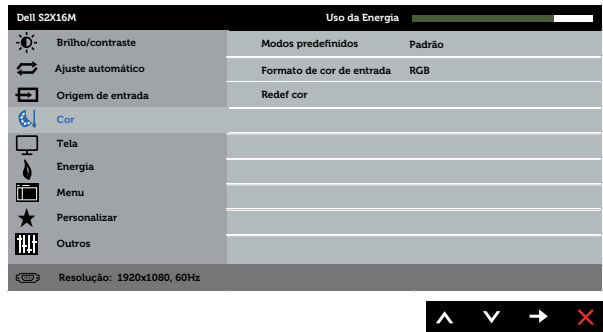 Dell S2X16M Uso da Energia
Brilho/contraste Modos predefinidos Padrão
Ajuste automático Formato de cor de entrada RGB
Origem de entrada Redef cor
Cor
Tela
Energia
Menu
Personalizar
Outros
Resolução: 1920x1080, 60Hz